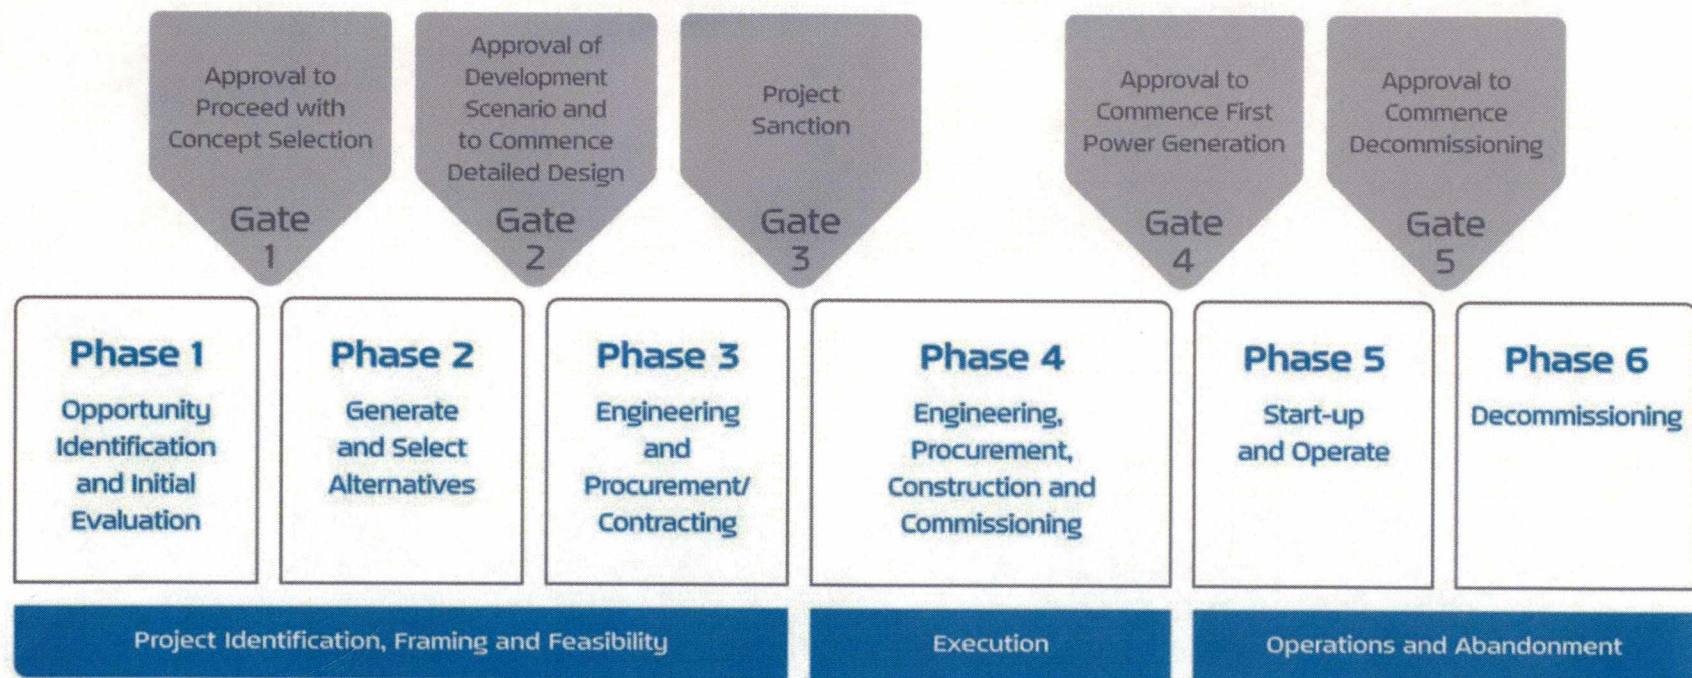 Approval to
Proceed with
Concept Selection
Gate
1
Approval of
Development
Scenario and
to Commence
Detailed Design
Gate
2
Project
Sanction
Gate
3
Approval to
Commence First
Power Generation
Gate
4
Approval to
Commence
Decommissioning
Gate
5
Phase 1
Opportunity
Identification
and Initial
Evaluation
Phase 2
Generate
and Select
Alternatives
Phase 3
Engineering
and
Procurement/
Contracting
Phase 4
Engineering,
Procurement,
Construction and
Commissioning
Phase 5
Start-up
and Operate
Phase 6
Decommissioning
Project Identification, Framing and Feasibility
Execution
Operations and Abandonment